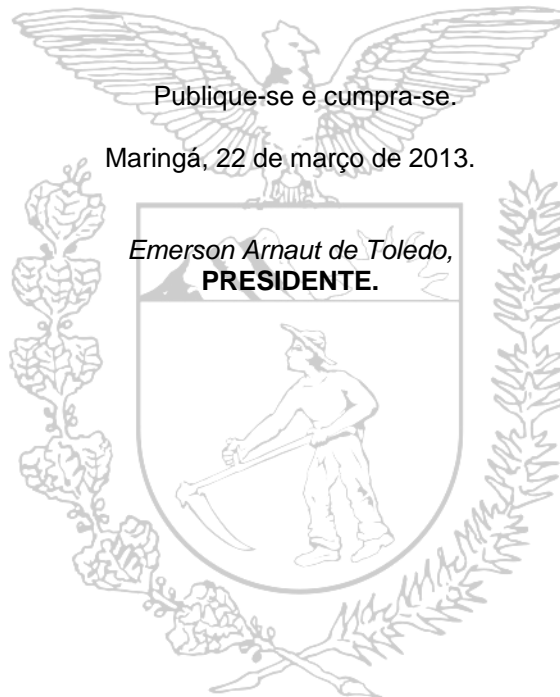 Publique-se e cumpra-se.
Maringá, 22 de março de 2013.
Emerson Arnaut de Toledo,
PRESIDENTE.